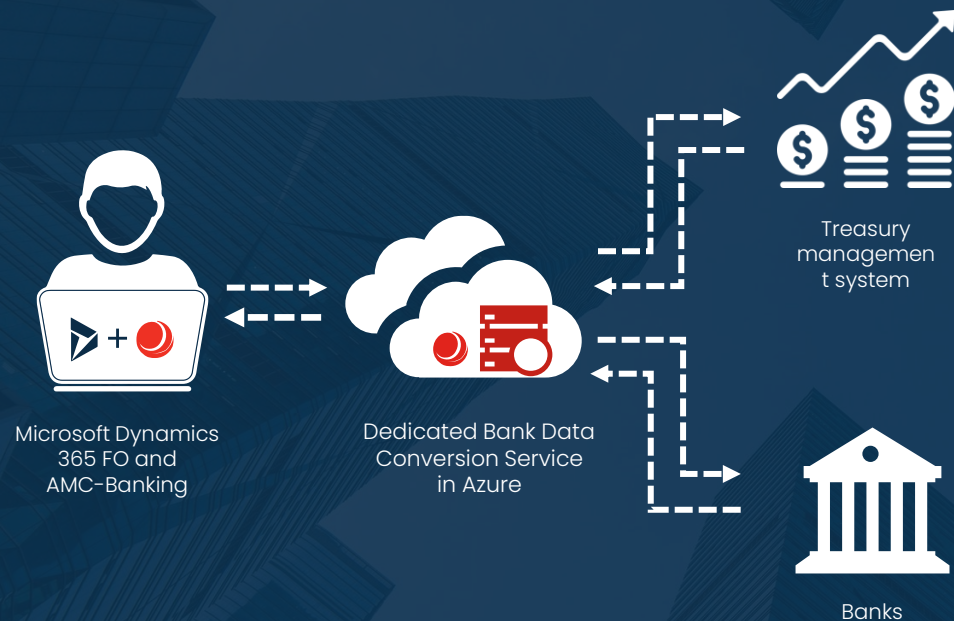 Microsoft Dynamics
365 FO and
AMC-Banking
Dedicated Bank Data
Conversion Service
in Azure
Treasury
managemen
t system
Banks